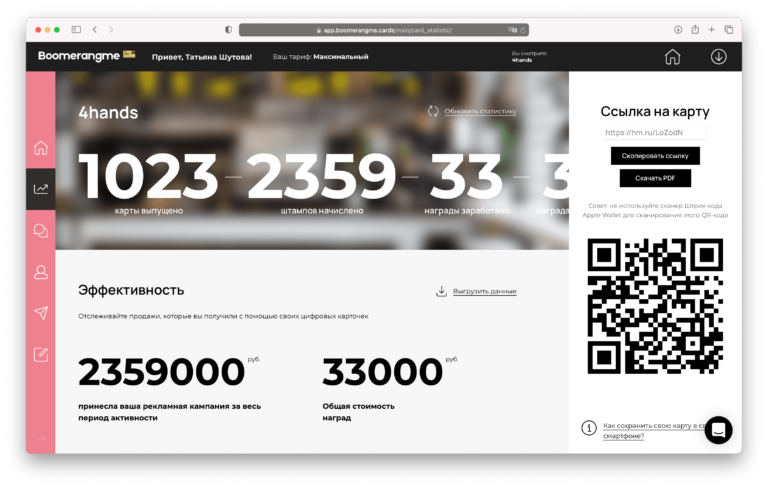 app.boomerangme.cards/main/card_statistic/
Boomerangme
Привет, Татьяна Шутова!
Ваш тариф: Максимальный
Вы смотрите:
4hands
4hands
Обновить статистику
1023 — 2359 — 33 — 3
карты выпущено
штампов начислено
награды заработано
награда
Эффективность
Выгрузить данные
Отслеживайте продажи, которые вы получили с помощью своих цифровых карточек
2359000 руб.
принесла ваша рекламная кампания за весь
период активности
33000 руб.
Общая стоимость
наград
Ссылка на карту
https://hm.ru/LoZodN
Скопировать ссылку
Скачать PDF
Совет: не используйте сканер Штрих-кода
Apple Wallet для сканирования этого QR-кода
Как сохранить свою карту в
смартфоне?